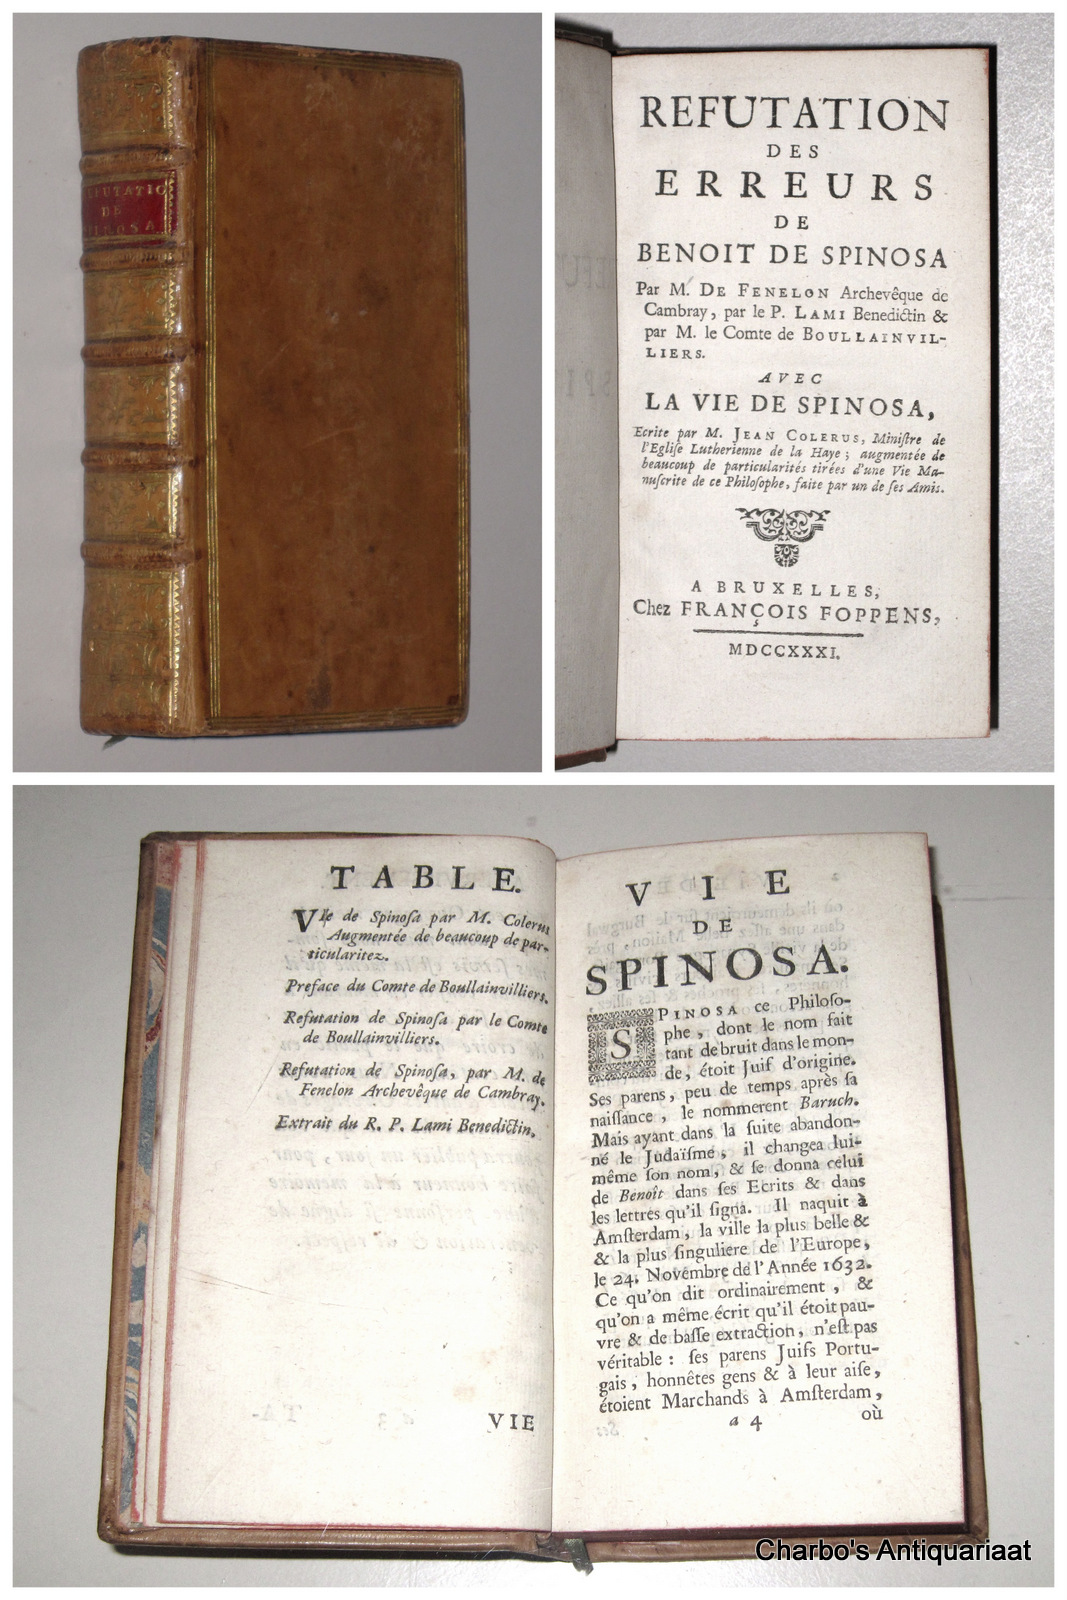 REFUTATIO
DE
SPINOSA
REFUTATION
DES
ERREURS
DE
BENOIT DE SPINOSA
Par M. DE FENELON Archevêque de
Cambray, par le P. LAMI Benedictin &
par M. le Comte de BOULLAINVIL-
LIERS.
AVEC
LA VIE DE SPINOSA,
Ecrite par M. JEAN COLERUS, Miniſtre de
l'Egliſe Lutherienne de la Haye; augmentée de
beaucoup de particularités tirées d'une Vie Ma-
nuſcrite de ce Philoſophe, faite par un de ſes Amis.
A BRUXELLES,
Chez FRANÇOIS FOPPENS,
MDCCXXXI.
TABLE.
VIe de Spinoſa par M. Colerus
Augmentée de beaucoup de par-
ticularitez.
Preface du Comte de Boullainvilliers.
Refutation de Spinoſa par le Comte
de Boullainvilliers.
Refutation de Spinoſa, par M. de
Fenelon Archevêque de Cambray.
Extrait du R. P. Lami Benedictin.
VIE
VIE
DE
SPINOSA.
SPINOSA ce Philoſo-
phe, dont le nom fait
tant de bruit dans le mon-
de, étoit Juif d'origine.
Ses parens, peu de temps après ſa
naiſſance, le nommerent Baruch.
Mais ayant dans la ſuite abandon-
né le Judaïſme, il changea lui-
même ſon nom, & ſe donna celui
de Benoît dans ſes Ecrits & dans
les lettres qu'il ſigna. Il naquit à
Amſterdam, la ville la plus belle &
& la plus ſinguliere de l'Europe,
le 24. Novembre de l'Année 1632.
Ce qu'on dit ordinairement, &
qu'on a même écrit qu'il étoit pau-
vre & de baſſe extraction, n'eſt pas
véritable: ſes parens Juifs Portu-
gais, honnêtes gens & à leur aiſe,
étoient Marchands à Amſterdam,
a 4 où
Charbo's Antiquariaat